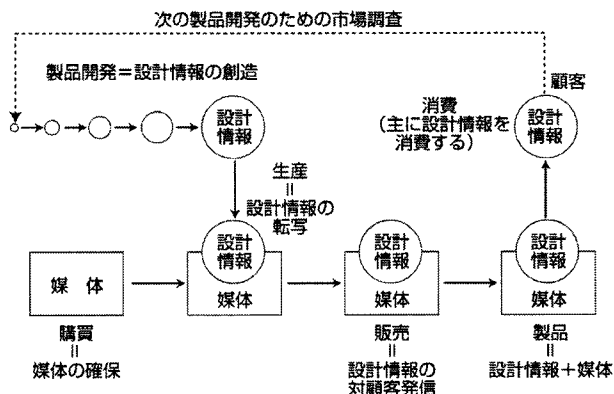 次の製品開発のための市場調査
製品開発＝設計情報の創造
顧客
消費
（主に設計情報を
消費する）
設計
情報
設計
情報
生産
＝
設計情報の
転写
設計
情報
設計
情報
設計
情報
媒　体
媒体
媒体
媒体
購買
＝
媒体の確保
販売
＝
設計情報の
対顧客発信
製品
＝
設計情報＋媒体